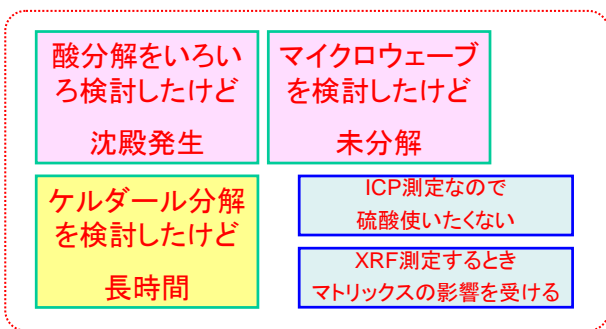 酸分解をいろい
ろ検討したけど
沈殿発生
マイクロウェーブ
を検討したけど
未分解
ケルダール分解
を検討したけど
長時間
ICP測定なので
硫酸使いたくない
XRF測定するとき
マトリックスの影響を受ける